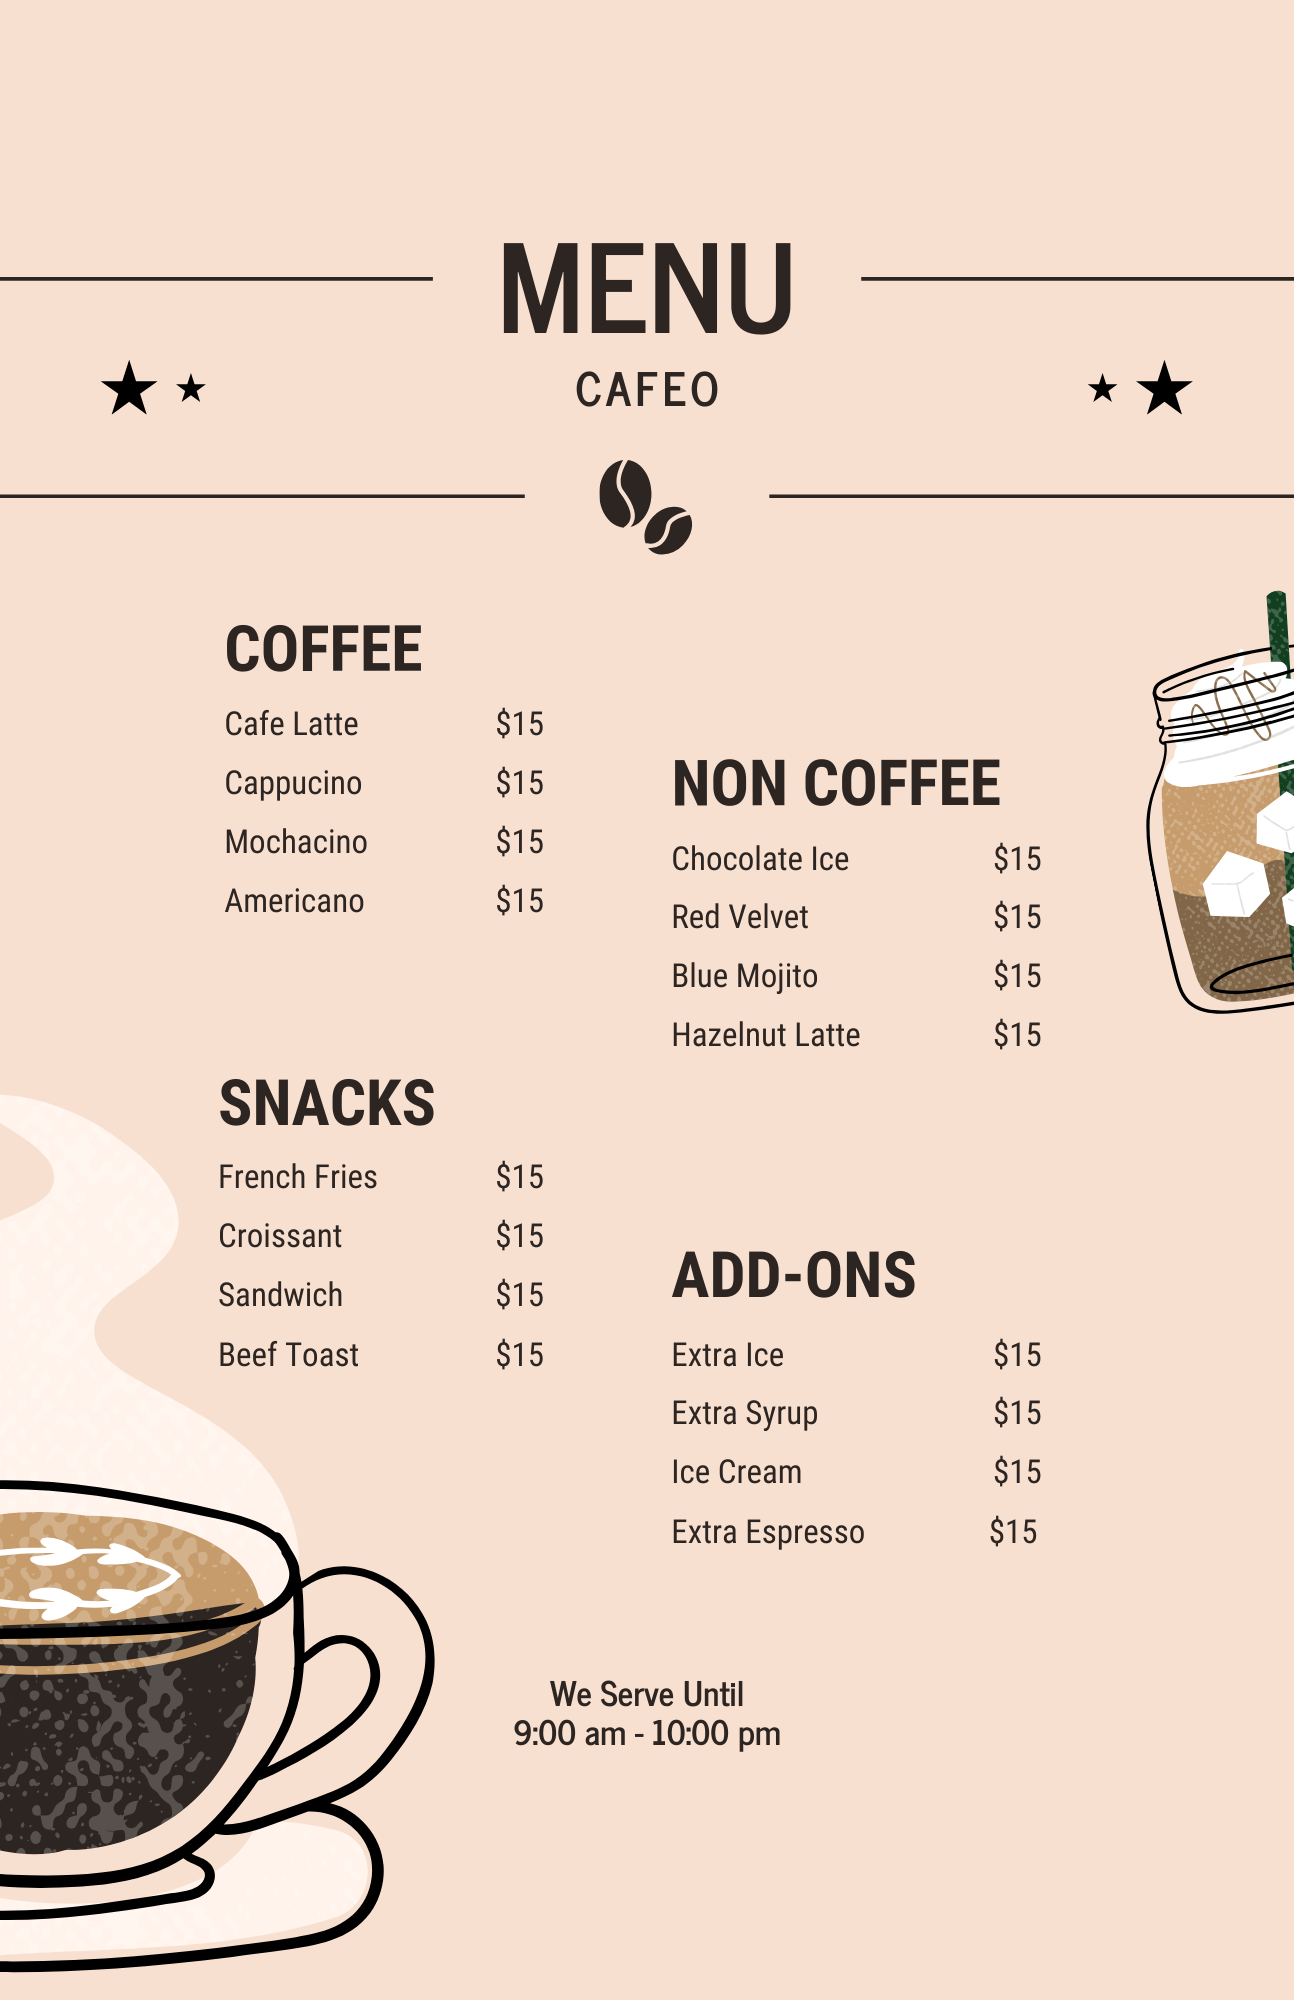 MENU
CAFEO
COFFEE
Cafe Latte $15
Cappucino $15
Mochacino $15
Americano $15
NON COFFEE
Chocolate Ice $15
Red Velvet $15
Blue Mojito $15
Hazelnut Latte $15
SNACKS
French Fries $15
Croissant $15
Sandwich $15
Beef Toast $15
ADD-ONS
Extra Ice $15
Extra Syrup $15
Ice Cream $15
Extra Espresso $15
We Serve Until
9:00 am - 10:00 pm